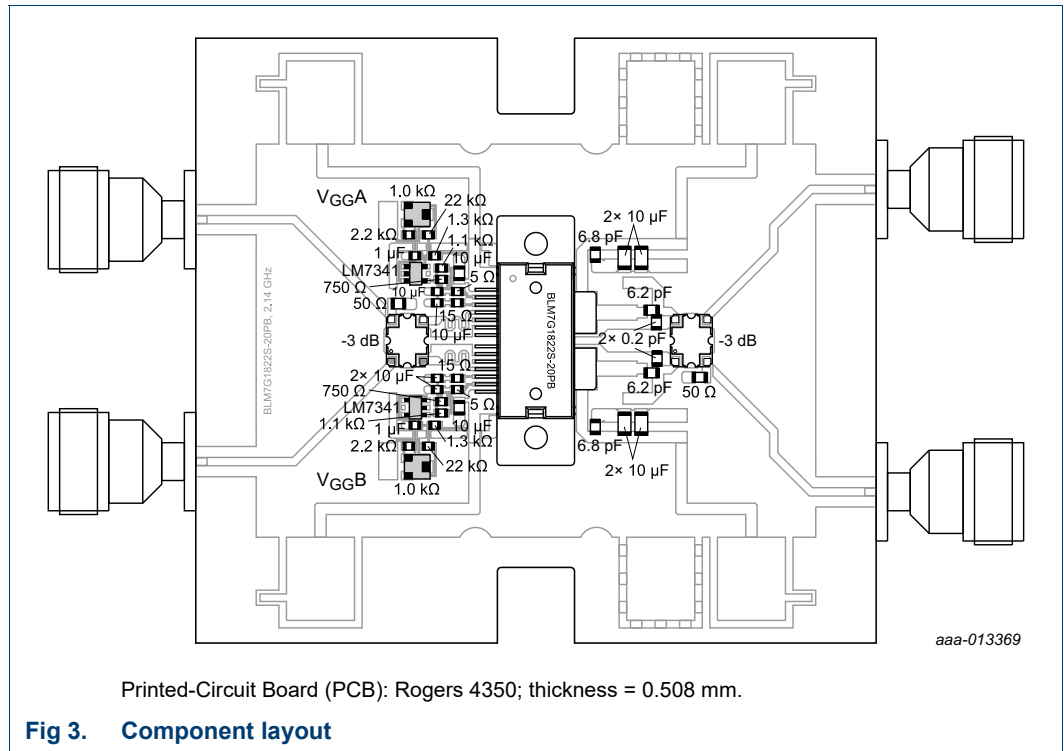 VGGA
1.0 kΩ
22 kΩ
1.3 kΩ
2.2 kΩ
1.1 kΩ
1 μF
10 μF
LM7341
5 Ω
750 Ω
10 μF
50 Ω
15 Ω
10 μF
-3 dB
15 Ω
2× 10 μF
750 Ω
5 Ω
LM7341
1.1 kΩ
10 μF
1 μF
1.3 kΩ
2.2 kΩ
22 kΩ
VGGB
1.0 kΩ
BLM7G1822S-20PB, 2.14 GHz
BLM7G1822S-20PB
2× 10 μF
6.8 pF
6.2 pF
2× 0.2 pF
-3 dB
6.2 pF
50 Ω
6.8 pF
2× 10 μF
aaa-013369
Printed-Circuit Board (PCB): Rogers 4350; thickness = 0.508 mm.
Fig 3. Component layout